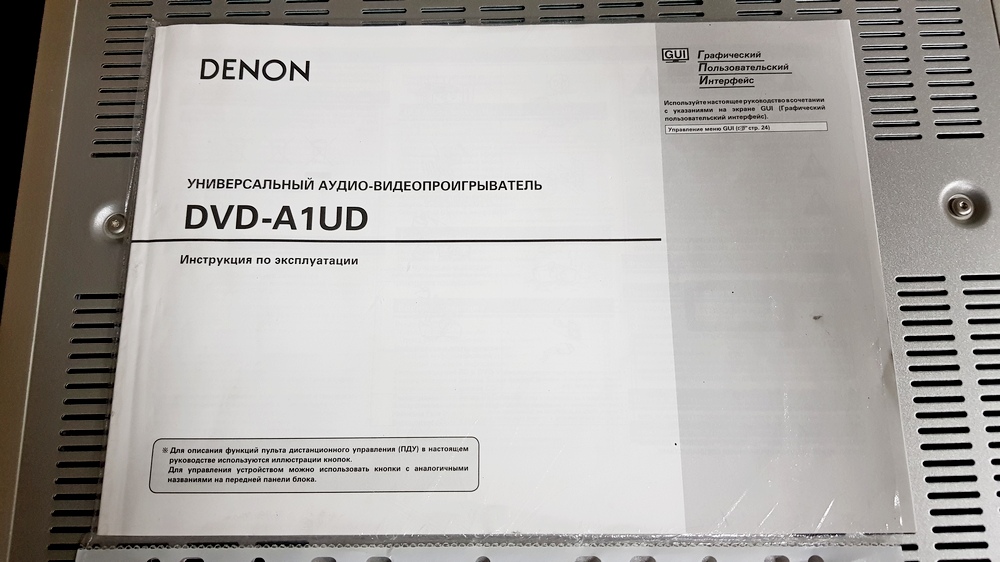 DENON
GUI
Графический
Пользовательский
Интерфейс
Используйте настоящее руководство в сочетании
с указаниями на экране GUI (Графический
пользовательский интерфейс).
Управление меню GUI (☞ стр. 24)
УНИВЕРСАЛЬНЫЙ АУДИО-ВИДЕОПРОИГРЫВАТЕЛЬ
DVD-A1UD
Инструкция по эксплуатации
※ Для описания функций пульта дистанционного управления (ПДУ) в настоящем
руководстве используются иллюстрации кнопок.
Для управления устройством можно использовать кнопки с аналогичными
названиями на передней панели блока.